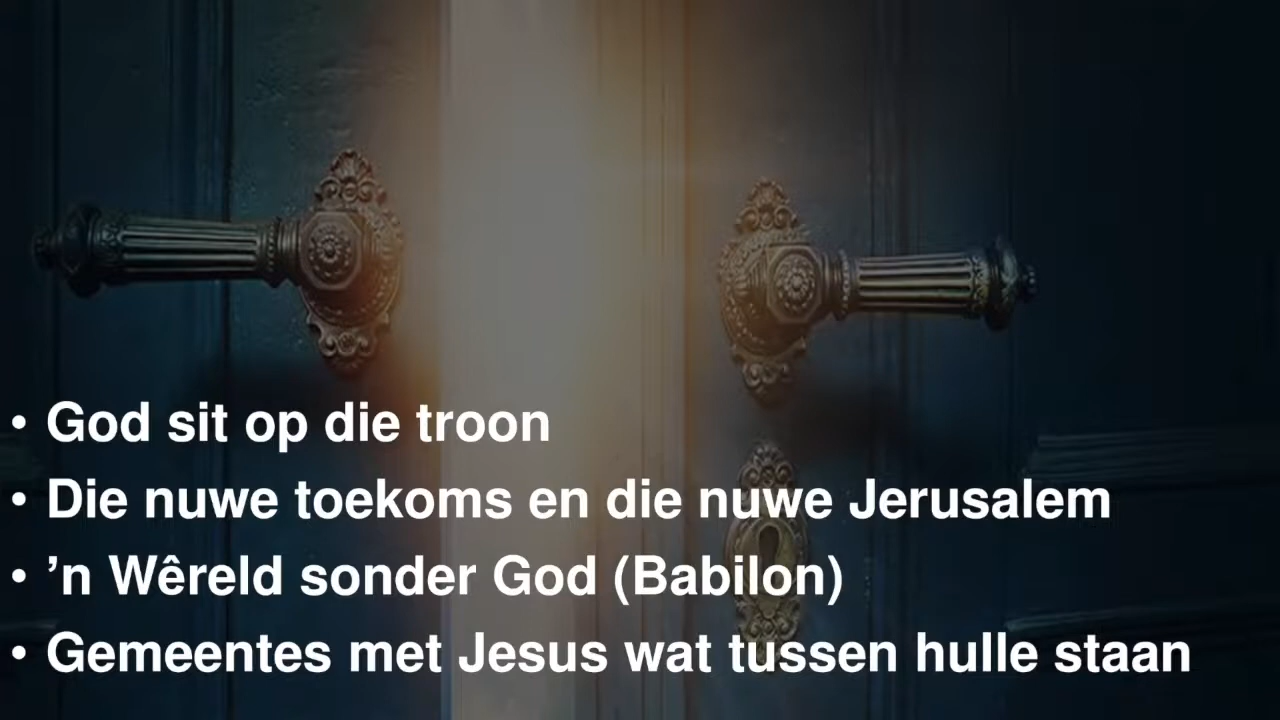 • God sit op die troon
• Die nuwe toekoms en die nuwe Jerusalem
• ’n Wêreld sonder God (Babilon)
• Gemeentes met Jesus wat tussen hulle staan